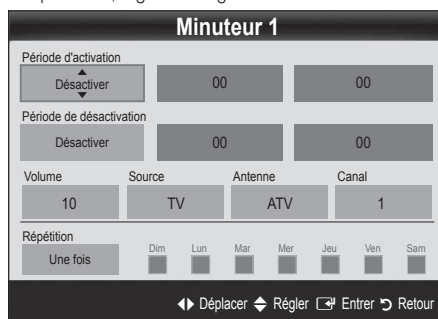 Minuteur 1
Période d'activation
Désactiver 00 00
Période de désactivation
Désactiver 00 00
Volume Source Antenne Canal
10 TV ATV 1
Répétition
Dim Lun Mar Mer Jeu Ven Sam
Une fois
Déplacer Régler Entrer Retour